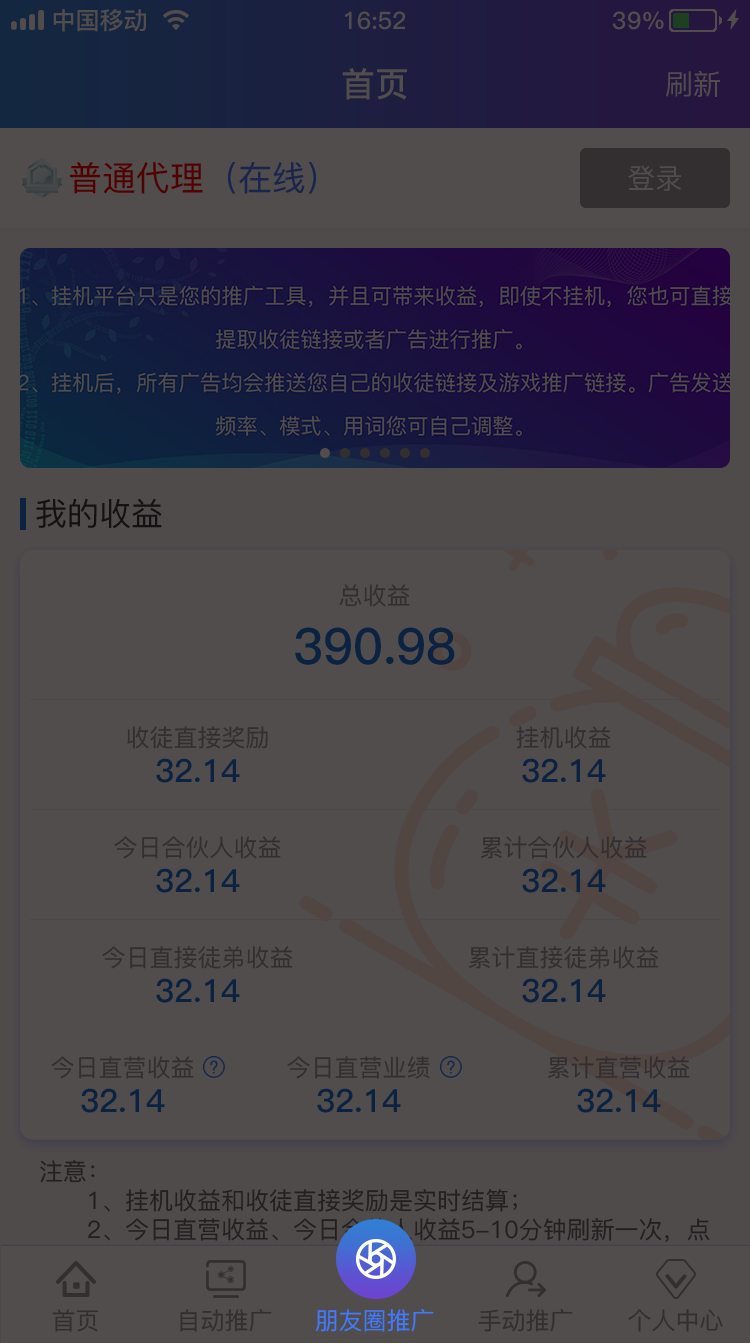 中国移动 16:52 39%
首页 刷新
普通代理（在线） 登录
1、挂机平台只是您的推广工具，并且可带来收益，即使不挂机，您也可直接
提取收徒链接或者广告进行推广。
2、挂机后，所有广告均会推送您自己的收徒链接及游戏推广链接。广告发送
频率、模式、用词您可自己调整。
我的收益
总收益
390.98
收徒直接奖励 挂机收益
32.14 32.14
今日合伙人收益 累计合伙人收益
32.14 32.14
今日直接徒弟收益 累计直接徒弟收益
32.14 32.14
今日直营收益 ? 今日直营业绩 ? 累计直营收益
32.14 32.14 32.14
注意：
1、挂机收益和收徒直接奖励是实时结算；
2、今日直营收益、今日合 人收益5-10分钟刷新一次，点
首页 自动推广 朋友圈推广 手动推广 个人中心